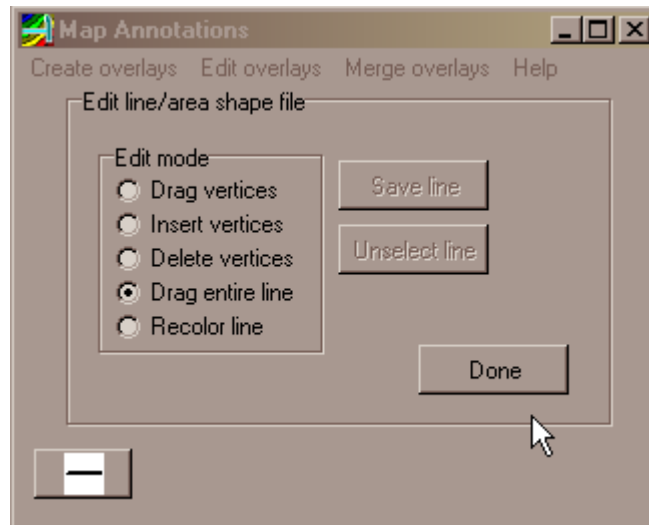 Map Annotations
Create overlays Edit overlays Merge overlays Help
Edit line/area shape file
Edit mode
Drag vertices
Insert vertices
Delete vertices
Drag entire line
Recolor line
Save line
Unselect line
Done